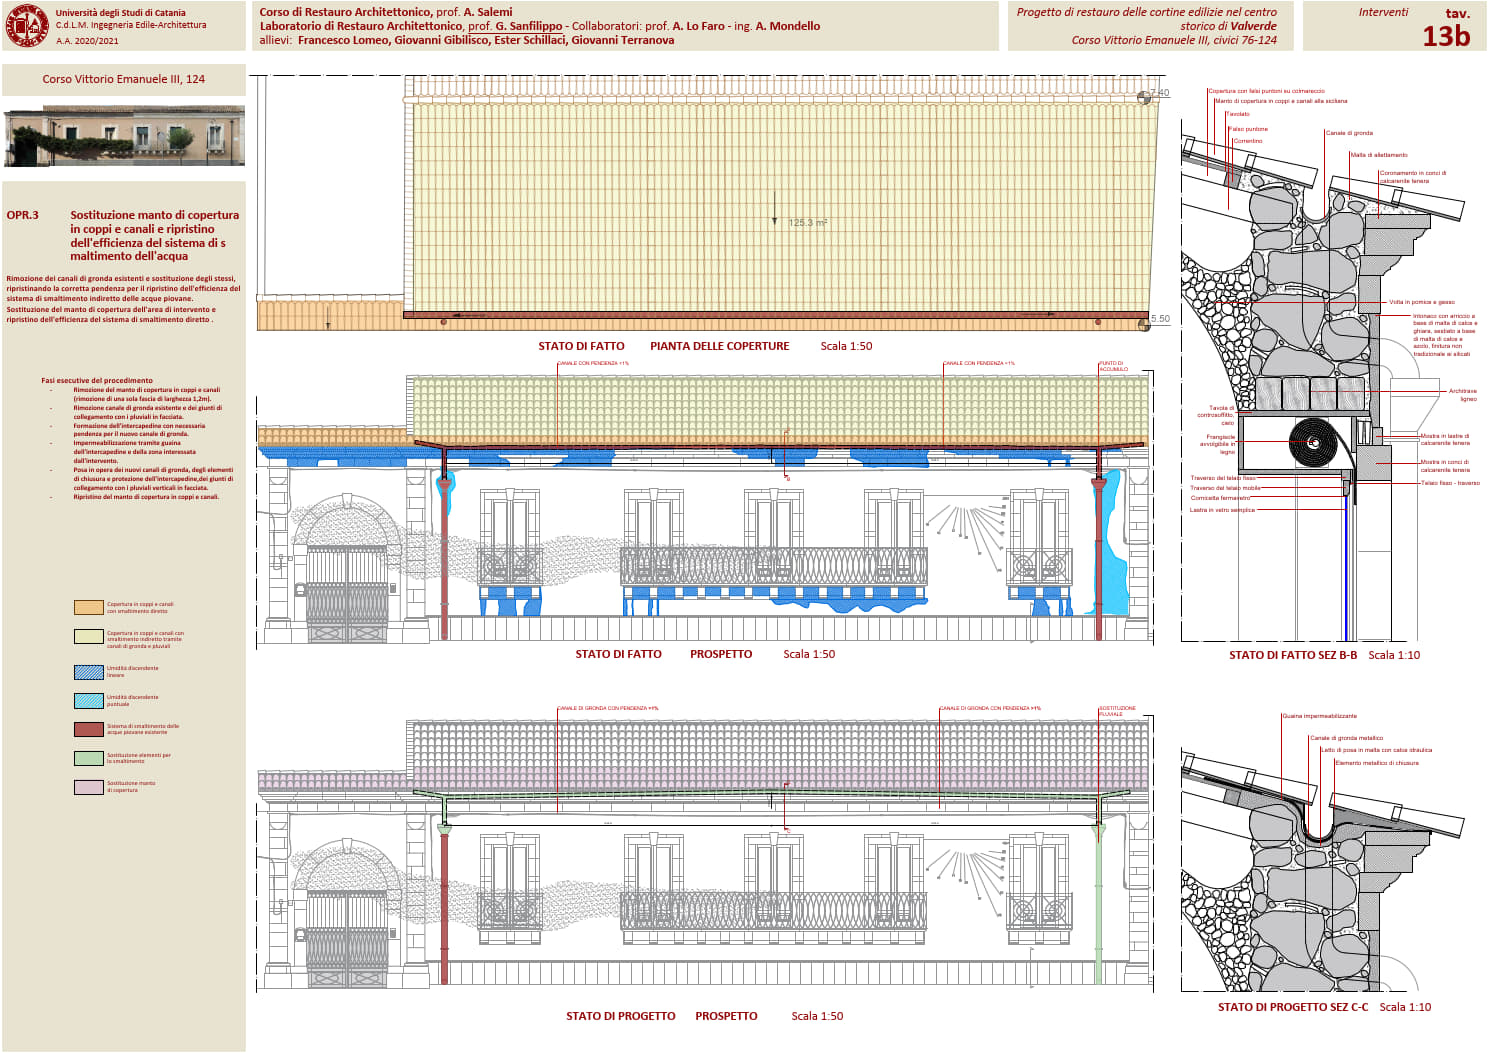 Università degli Studi di Catania
C.d.L.M. Ingegneria Edile-Architettura
A.A. 2020/2021
Corso di Restauro Architettonico, prof. A. Salemi
Laboratorio di Restauro Architettonico, prof. G. Sanfilippo - Collaboratori: prof. A. Lo Faro - ing. A. Mondello
allievi: Francesco Lomeo, Giovanni Gibilisco, Ester Schillaci, Giovanni Terranova
Progetto di restauro delle cortine edilizie nel centro
storico di Valverde
Corso Vittorio Emanuele III, civici 76-124
Interventi
tav.
13b
Corso Vittorio Emanuele III, 124
OPR.3
Sostituzione manto di copertura
in coppi e canali e ripristino
dell'efficienza del sistema di s
maltimento dell'acqua
Rimozione dei canali di gronda esistenti e sostituzione degli stessi,
ripristinando la corretta pendenza per il ripristino dell'efficienza del
sistema di smaltimento indiretto delle acque piovane.
Sostituzione del manto di copertura dell'area di intervento e
ripristino dell'efficienza del sistema di smaltimento diretto .
Fasi esecutive del procedimento
- Rimozione del manto di copertura in coppi e canali
(rimozione di una sola fascia di larghezza 1,2m).
- Rimozione canale di gronda esistente e dei giunti di
collegamento con i pluviali in facciata.
- Formazione dell'intercapedine con necessaria
pendenza per il nuovo canale di gronda.
- Impermeabilizzazione tramite guaina
dell'intercapedine e della zona interessata
dell'intervento.
- Posa in opera dei nuovi canali di gronda, degli elementi
di chiusura e protezione dell'intercapedine,dei giunti di
collegamento con i pluviali verticali in facciata.
- Ripristino del manto di copertura in coppi e canali.
Copertura in coppi e canali
con smaltimento diretto
Copertura in coppi e canali con
smaltimento indiretto tramite
canali di gronda e pluviali
Umidità discendente
lineare
Umidità discendente
puntuale
Sistema di smaltimento delle
acque piovane esistente
Sostituzione elementi per
lo smaltimento
Sostituzione manto
di copertura
7.40
125.3 m²
5.50
STATO DI FATTO PIANTA DELLE COPERTURE Scala 1:50
CANALE CON PENDENZA <1%
CANALE CON PENDENZA <1%
PUNTO DI
ACCUMULO
STATO DI FATTO PROSPETTO Scala 1:50
CANALE DI GRONDA CON PENDENZA >1%
CANALE DI GRONDA CON PENDENZA >1%
SOSTITUZIONE
PLUVIALE
STATO DI PROGETTO PROSPETTO Scala 1:50
Copertura con falsi puntoni su colmareccio
Manto di copertura in coppi e canali alla siciliana
Tavolato
Falso puntone
Correntino
Canale di gronda
Malta di allettamento
Coronamento in conci di
calcarenite tenera
Volta in pomice e gesso
Intonaco con arriccio a
base di malta di calce e
ghiara, sestiato a base
di malta di calce e
azolo, finitura non
tradizionale ai silicati
Architrave
ligneo
Tavola di
controsoffitto,
cielo
Frangisole
avvolgibile in
legno
Mostra in lastre di
calcarenite tenera
Mostra in conci di
calcarenite tenera
Telaio fisso - traverso
Traverso del telaio fisso
Traverso del telaio mobile
Cornicetta fermavetro
Lastra in vetro semplice
STATO DI FATTO SEZ B-B Scala 1:10
Guaina impermeabilizzante
Canale di gronda metallico
Letto di posa in malta con calce idraulica
Elemento metallico di chiusura
STATO DI PROGETTO SEZ C-C Scala 1:10